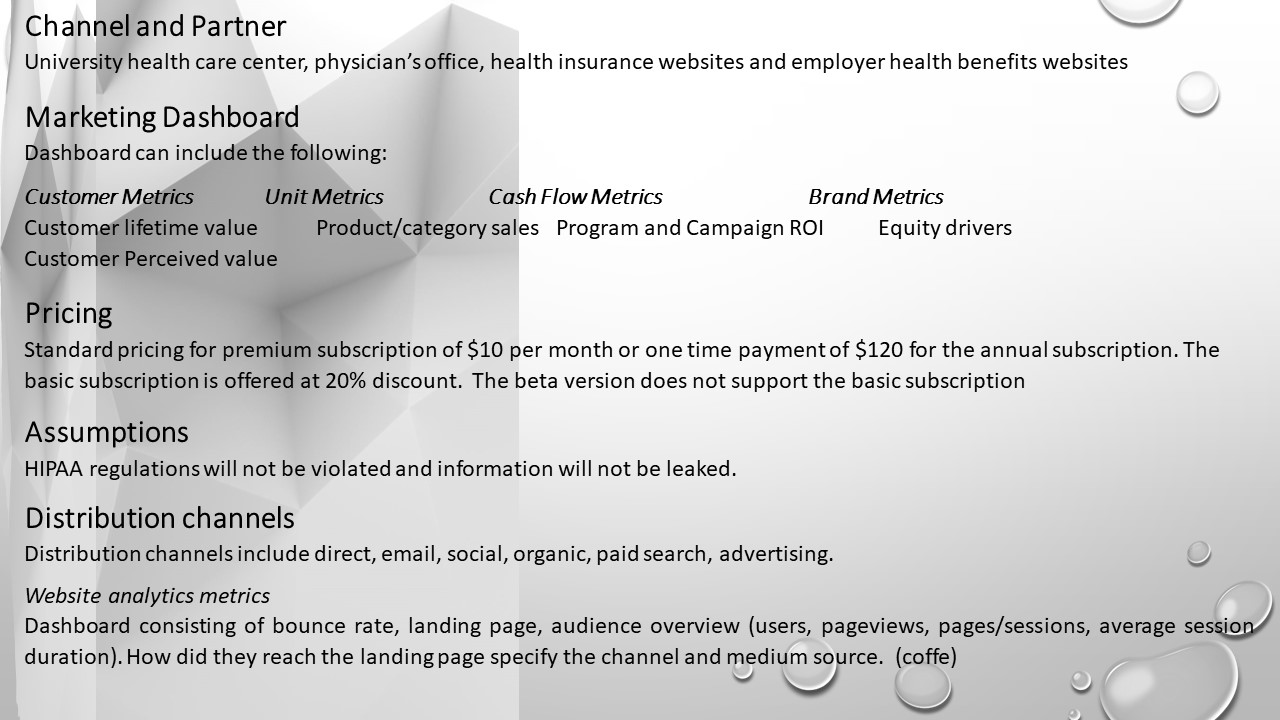 Channel and Partner
University health care center, physician's office, health insurance websites and employer health benefits websites
Marketing Dashboard
Dashboard can include the following:
Customer Metrics Unit Metrics Cash Flow Metrics Brand Metrics
Customer lifetime value Product/category sales Program and Campaign ROI Equity drivers
Customer Perceived value
Pricing
Standard pricing for premium subscription of $10 per month or one time payment of $120 for the annual subscription. The
basic subscription is offered at 20% discount. The beta version does not support the basic subscription
Assumptions
HIPAA regulations will not be violated and information will not be leaked.
Distribution channels
Distribution channels include direct, email, social, organic, paid search, advertising.
Website analytics metrics
Dashboard consisting of bounce rate, landing page, audience overview (users, pageviews, pages/sessions, average session
duration). How did they reach the landing page specify the channel and medium source. (coffe)